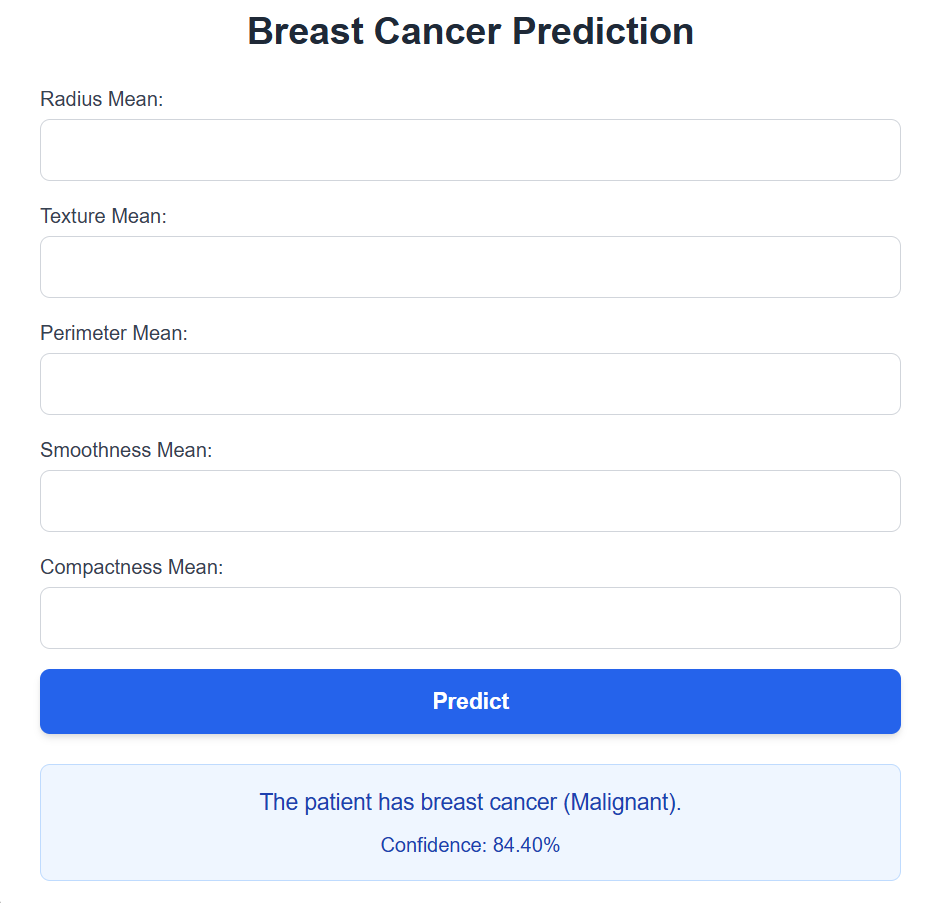 Breast Cancer Prediction
Radius Mean:
Texture Mean:
Perimeter Mean:
Smoothness Mean:
Compactness Mean:
Predict
The patient has breast cancer (Malignant).
Confidence: 84.40%